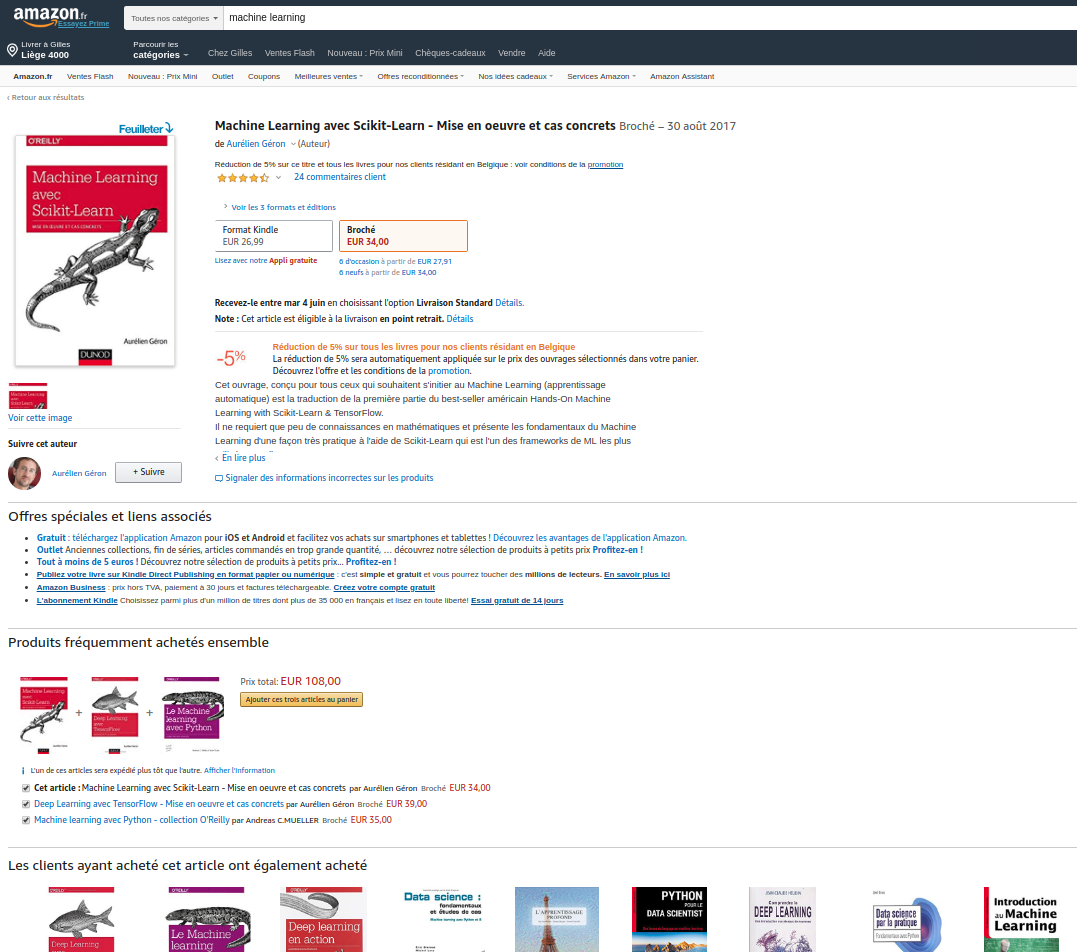 amazon.fr
Essayez Prime
Toutes nos catégories
machine learning
Livrer à Gilles
Liège 4000
Parcourir les
catégories
Chez Gilles Ventes Flash Nouveau : Prix Mini Chèques-cadeaux Vendre Aide
Amazon.fr Ventes Flash Nouveau : Prix Mini Outlet Coupons Meilleures ventes Offres reconditionnées Nos idées cadeaux Services Amazon Amazon Assistant
‹ Retour aux résultats
Feuilleter
O'REILLY
Machine Learning
avec
Scikit-Learn
MISE EN ŒUVRE ET CAS CONCRETS
Aurélien Géron
DUNOD
Voir cette image
Suivre cet auteur
Aurélien Géron
+ Suivre
Machine Learning avec Scikit-Learn - Mise en oeuvre et cas concrets Broché – 30 août 2017
de Aurélien Géron (Auteur)
Réduction de 5% sur ce titre et tous les livres pour nos clients résidant en Belgique : voir conditions de la promotion
24 commentaires client
Voir les 3 formats et éditions
Format Kindle
EUR 26,99
Broché
EUR 34,00
Lisez avec notre Appli gratuite
6 d'occasion à partir de EUR 27,91
6 neufs à partir de EUR 34,00
Recevez-le entre mar 4 juin en choisissant l'option Livraison Standard Détails.
Note : Cet article est éligible à la livraison en point retrait. Détails
-5%
Réduction de 5% sur tous les livres pour nos clients résidant en Belgique
La réduction de 5% sera automatiquement appliquée sur le prix des ouvrages sélectionnés dans votre panier.
Découvrez l'offre et les conditions de la promotion.
Cet ouvrage, conçu pour tous ceux qui souhaitent s'initier au Machine Learning (apprentissage
automatique) est la traduction de la première partie du best-seller américain Hands-On Machine
Learning with Scikit-Learn & TensorFlow.
Il ne requiert que peu de connaissances en mathématiques et présente les fondamentaux du Machine
Learning d'une façon très pratique à l'aide de Scikit-Learn qui est l'un des frameworks de ML les plus
‹ En lire plus
Signaler des informations incorrectes sur les produits
Offres spéciales et liens associés
• Gratuit : téléchargez l'application Amazon pour iOS et Android et facilitez vos achats sur smartphones et tablettes ! Découvrez les avantages de l'application Amazon.
• Outlet Anciennes collections, fin de séries, articles commandés en trop grande quantité, … découvrez notre sélection de produits à petits prix Profitez-en !
• Tout à moins de 5 euros ! Découvrez notre sélection de produits à petits prix... Profitez-en !
• Publiez votre livre sur Kindle Direct Publishing en format papier ou numérique : c'est simple et gratuit et vous pourrez toucher des millions de lecteurs. En savoir plus ici
• Amazon Business : prix hors TVA, paiement à 30 jours et factures téléchargeable. Créez votre compte gratuit
• L'abonnement Kindle Choisissez parmi plus d'un million de titres dont plus de 35 000 en français et lisez en toute liberté! Essai gratuit de 14 jours
Produits fréquemment achetés ensemble
Machine Learning
avec
Scikit-Learn
+
Deep Learning
avec
TensorFlow
+
Le Machine
learning
avec Python
Prix total: EUR 108,00
Ajouter ces trois articles au panier
L'un de ces articles sera expédié plus tôt que l'autre. Afficher l'information
Cet article : Machine Learning avec Scikit-Learn - Mise en oeuvre et cas concrets par Aurélien Géron Broché EUR 34,00
Deep Learning avec TensorFlow - Mise en oeuvre et cas concrets par Aurélien Géron Broché EUR 39,00
Machine learning avec Python - collection O'Reilly par Andreas C.MUELLER Broché EUR 35,00
Les clients ayant acheté cet article ont également acheté
Deep Learning
Le Machine
learning
Deep learning
en action
Data science :
fondamentaux
et études de cas
L'APPRENTISSAGE
PROFOND
PYTHON
POUR LE
DATA SCIENTIST
Comprendre le
DEEP LEARNING
Data science
par la pratique
Introduction
au Machine
Learning